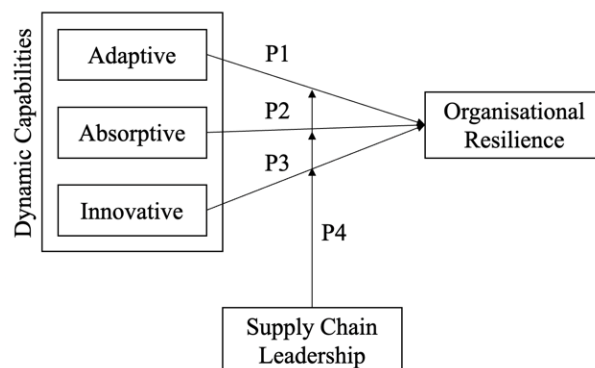 Dynamic Capabilities
Adaptive
Absorptive
Innovative
P1
P2
P3
P4
Organisational
Resilience
Supply Chain
Leadership